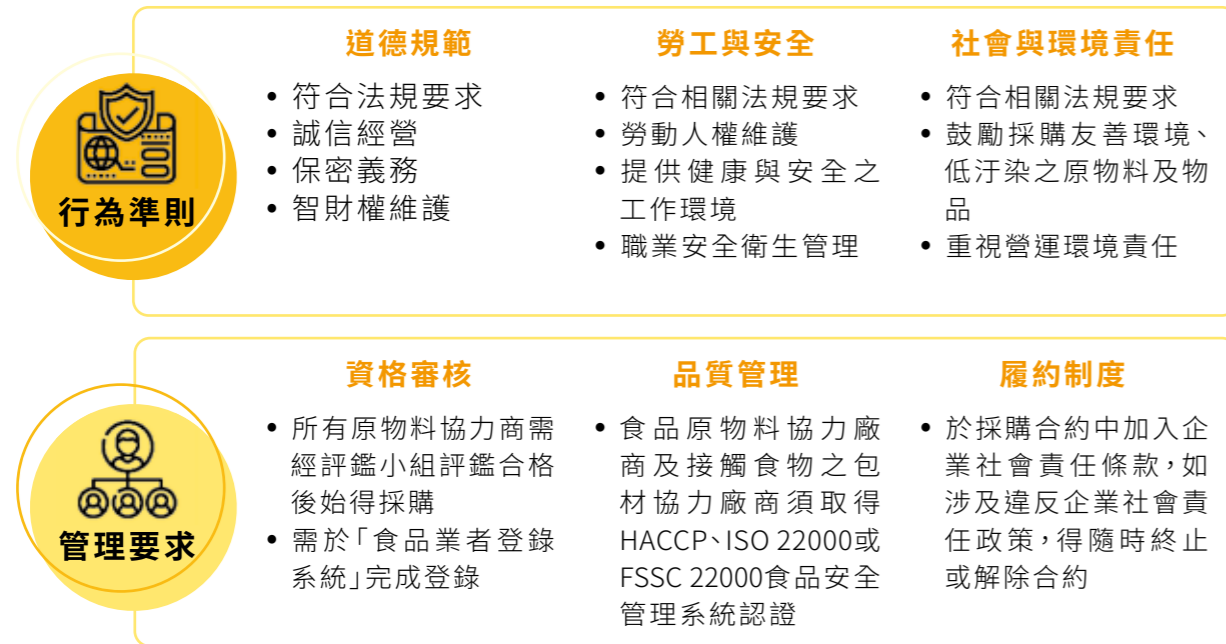 行為準則
道德規範
• 符合法規要求
• 誠信經營
• 保密義務
• 智財權維護
勞工與安全
• 符合相關法規要求
• 勞動人權維護
• 提供健康與安全之
工作環境
• 職業安全衛生管理
社會與環境責任
• 符合相關法規要求
• 鼓勵採購友善環境、
低汙染之原物料及物
品
• 重視營運環境責任
管理要求
資格審核
• 所有原物料協力商需
經評鑑小組評鑑合格
後始得採購
• 需於「食品業者登錄
系統」完成登錄
品質管理
• 食品原物料協力廠
商及接觸食物之包
材協力廠商須取得
HACCP、ISO 22000或
FSSC 22000食品安全
管理系統認證
履約制度
• 於採購合約中加入企
業社會責任條款，如
涉及違反企業社會責
任政策，得隨時終止
或解除合約